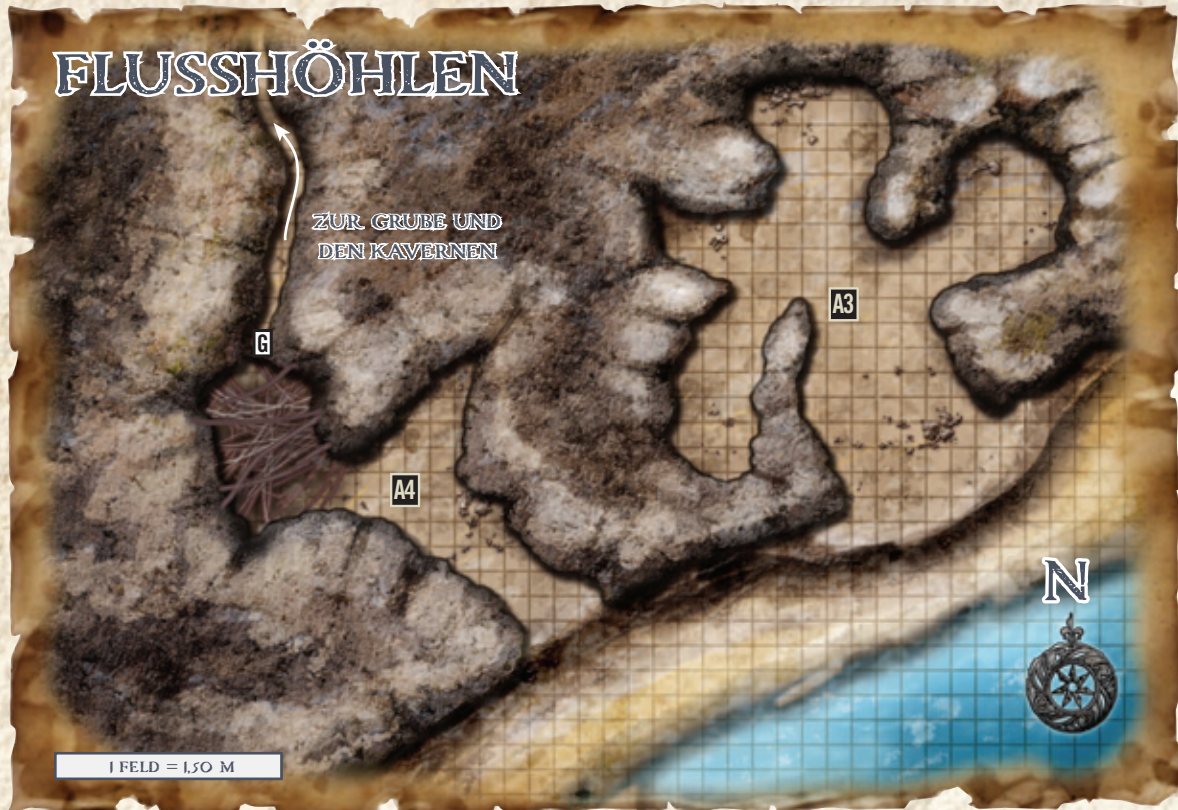 FLUSSHÖHLEN
ZUR GRUBE UND
DEN KAVERNEN
A3
G
A4
N
1 FELD = 1,50 M